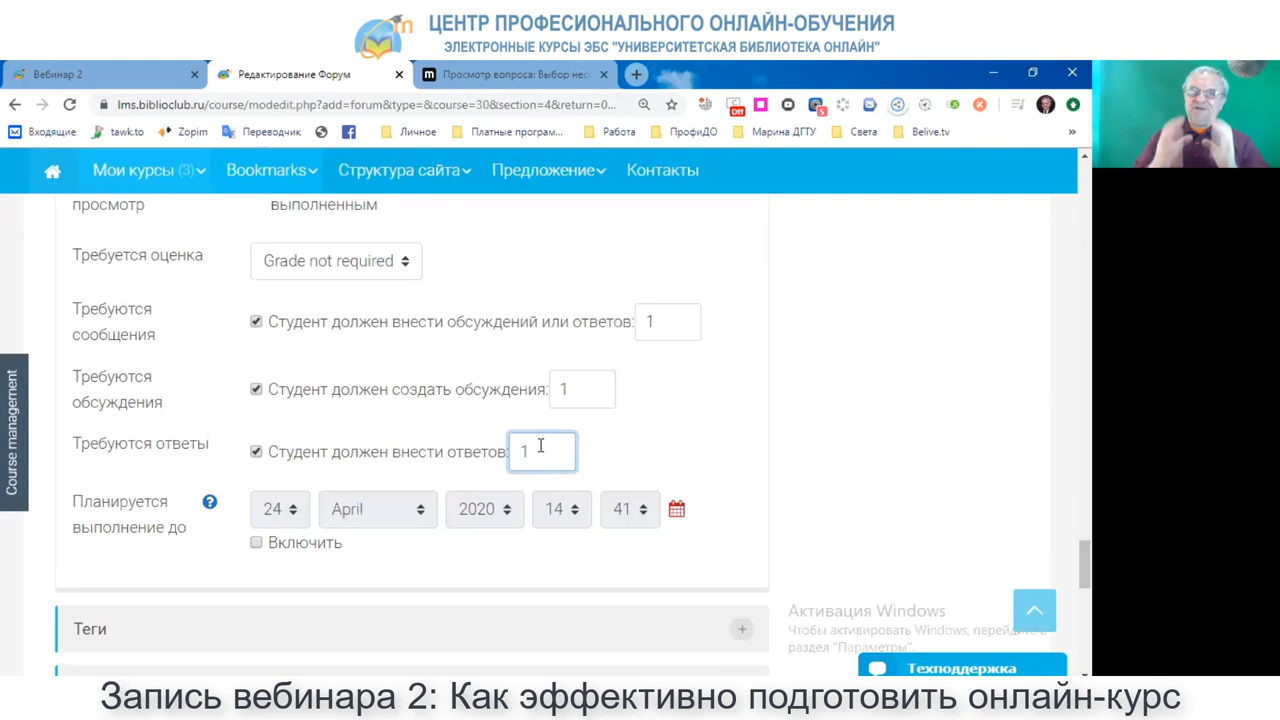 ЦЕНТР ПРОФЕСИОНАЛЬНОГО ОНЛАЙН-ОБУЧЕНИЯ
ЭЛЕКТРОННЫЕ КУРСЫ ЭБС "УНИВЕРСИТЕТСКАЯ БИБЛИОТЕКА ОНЛАЙН"
Вебинар 2
Редактирование Форум
Просмотр вопроса: Выбор нес
lms.biblioclub.ru/course/modedit.php?add=forum&type=&course=30&section=4&return=0...
Off
5
Входящие
tawk.to
Zopim
Переводчик
Личное
Платные програм...
Работа
ПрофиДО
Марина ДГТУ
Света
Belive.tv
»
Мои курсы (3)
Bookmarks
Структура сайта
Предложение
Контакты
просмотр
выполненным
Требуется оценка
Grade not required
Требуются
сообщения
Студент должен внести обсуждений или ответов:
1
Требуются
обсуждения
Студент должен создать обсуждения:
1
Требуются ответы
Студент должен внести ответов:
1
Планируется
выполнение до
?
24
April
2020
14
41
Включить
Course management
Теги
+
Активация Windows
Чтобы активировать Windows, перейдите в
раздел "Параметры".
Техподдержка
Запись вебинара 2: Как эффективно подготовить онлайн-курс